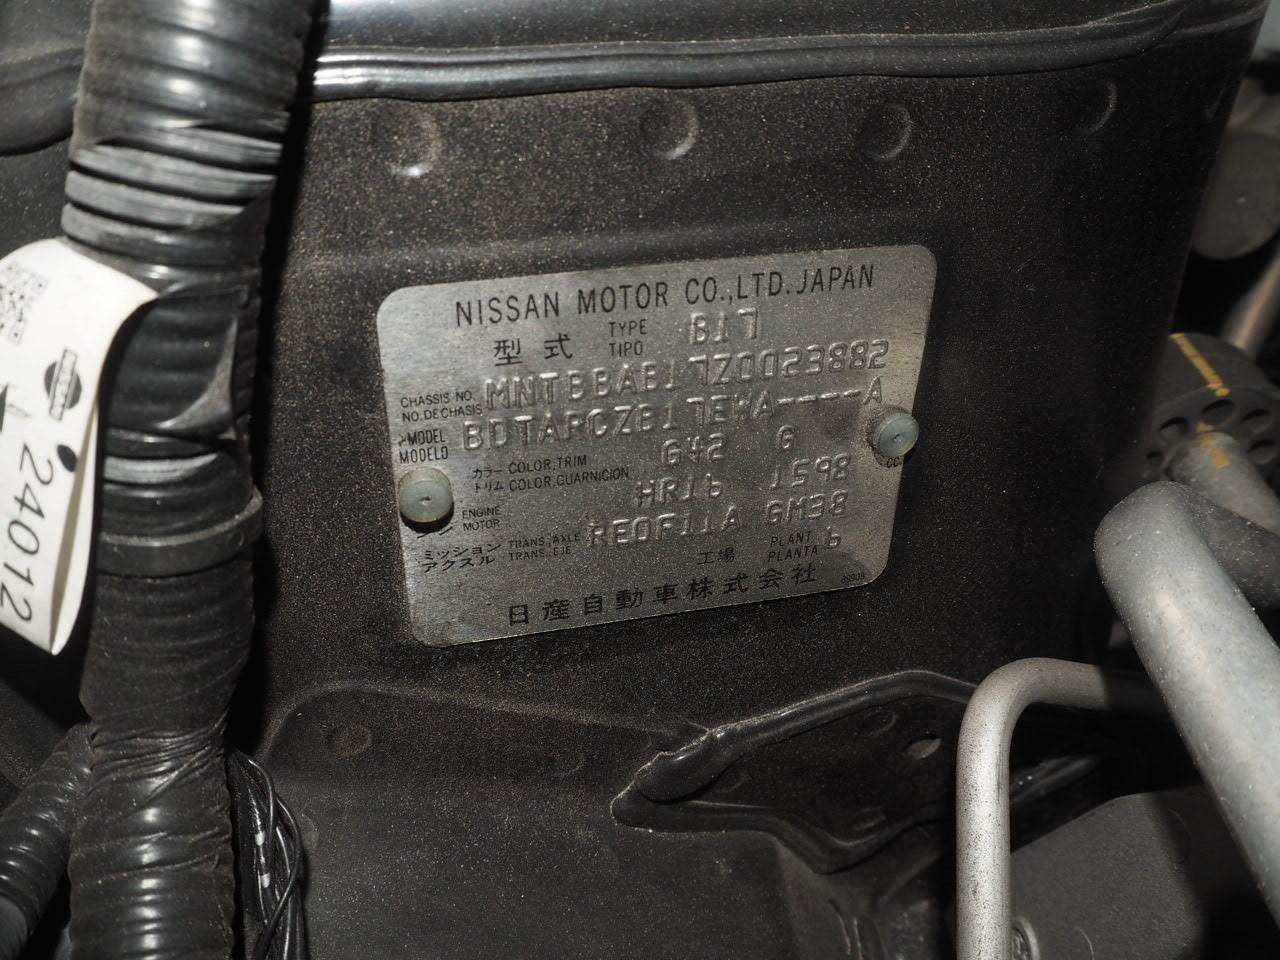 NISSAN MOTOR CO.,LTD. JAPAN
型式 TYPE TIPO B17
CHASSIS NO. NO. DE CHASIS MNTBBAB17Z0023882
MODEL MODELO BDTARCZB17EHA----A
カラー トリム COLOR,TRIM COLOR,GUARNICION G42 G
ENGINE MOTOR HR16 1598
ミッション アクスル TRANS.,AXLE TRANS.,EJE RE0F11A GM38
工場 PLANT PLANTA 6
日産自動車株式会社
NISSAN
24012